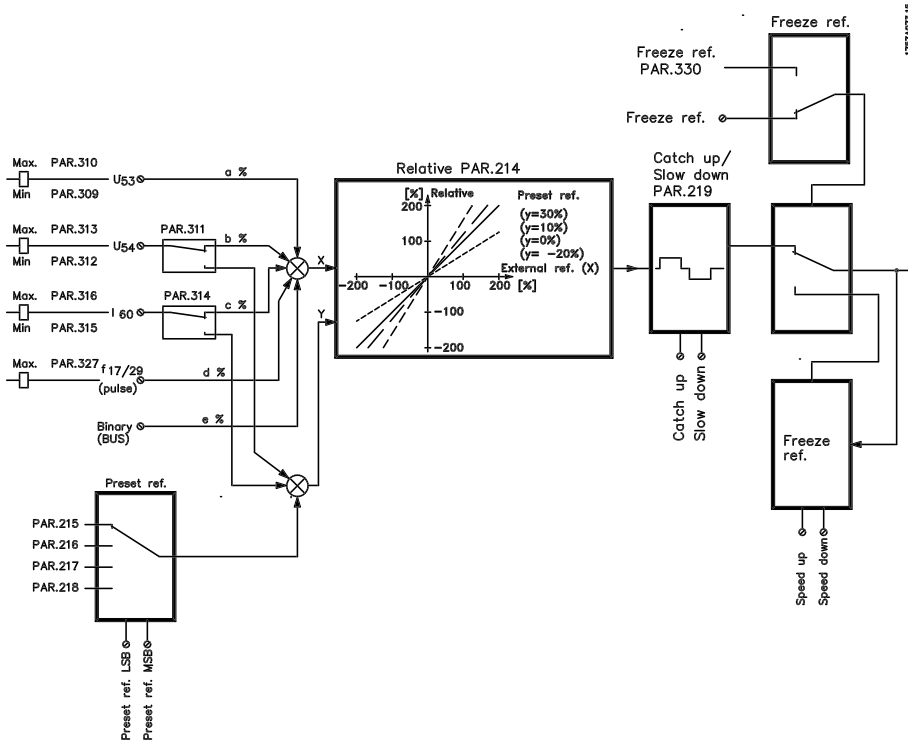 Freeze ref.
Freeze ref.
PAR.330
Freeze ref.
Catch up/
Slow down
PAR.219
Relative PAR.214
[%] Relative
200
100
-200 -100 100 200
[%]
-100
-200
Preset ref.
(y=30%)
(y=10%)
(y=0%)
(y= -20%)
External ref. (X)
X
Y
Max. PAR.310
Min PAR.309
U53
a %
Max. PAR.313
Min PAR.312
U54
PAR.311
b %
Max. PAR.316
Min PAR.315
I 60
PAR.314
c %
Max. PAR.327
f 17/29
(pulse)
d %
Binary
(BUS)
e %
Preset ref.
PAR.215
PAR.216
PAR.217
PAR.218
Preset ref. LSB
Preset ref. MSB
Catch up
Slow down
Freeze
ref.
Speed up
Speed down